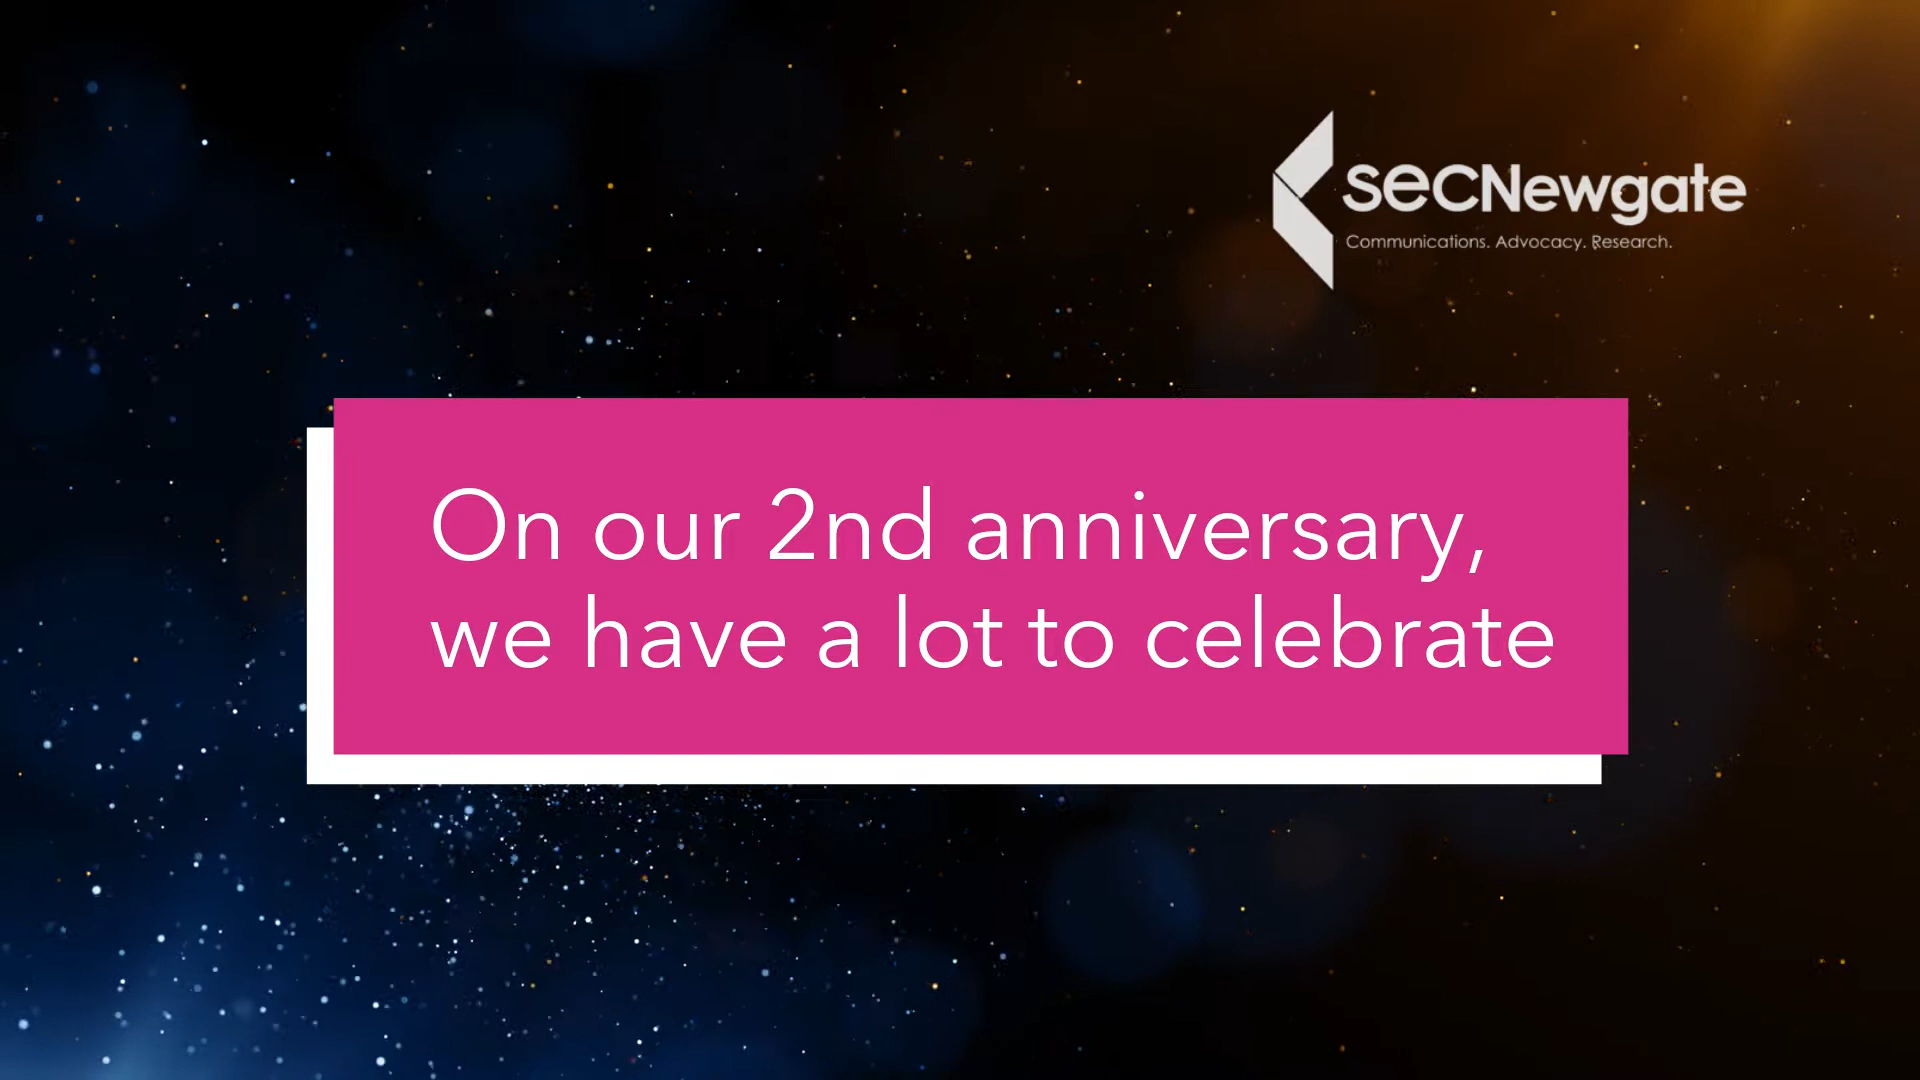 secNewgate
Communications. Advocacy. Research.
On our 2nd anniversary,
we have a lot to celebrate